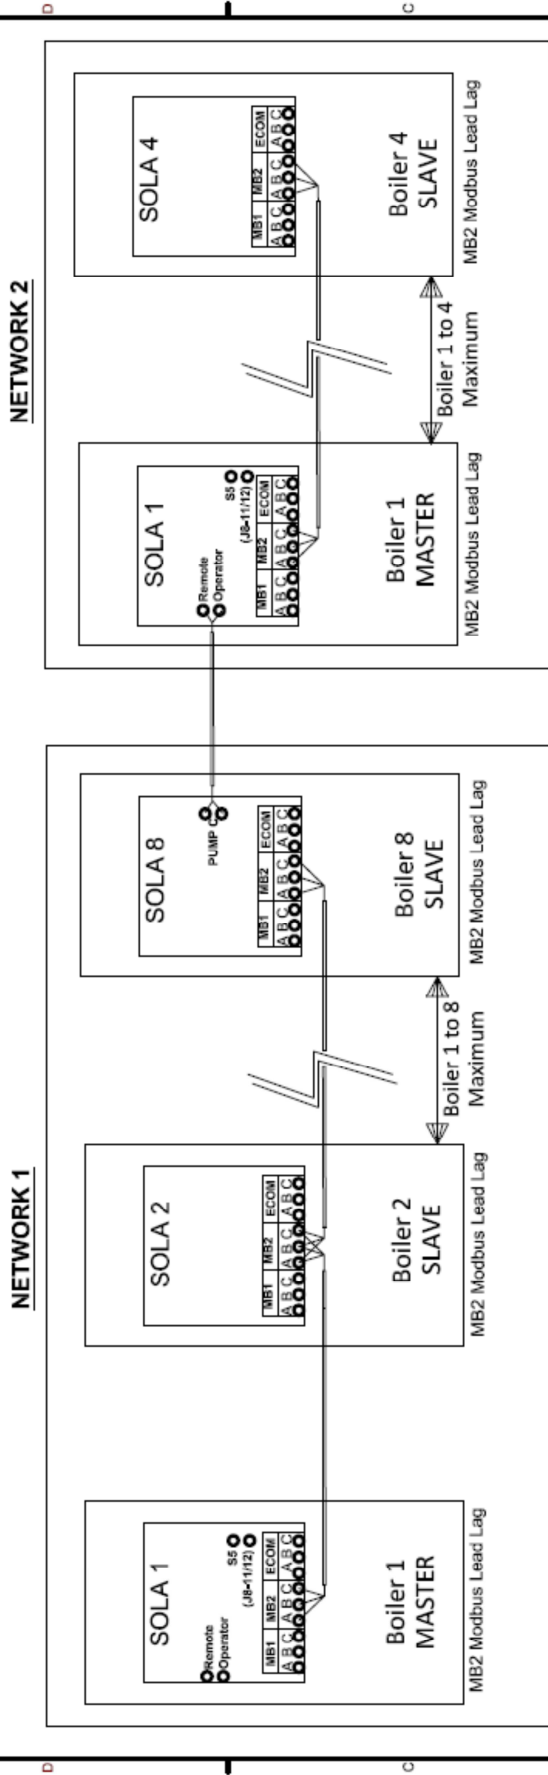 D
C
NETWORK 1
NETWORK 2
SOLA 1
Remote
Operator
S5
(J8-11/12)
MB1 MB2 ECOM
A B C A B C A B C
Boiler 1
MASTER
MB2 Modbus Lead Lag
SOLA 2
MB1 MB2 ECOM
A B C A B C A B C
Boiler 2
SLAVE
MB2 Modbus Lead Lag
Boiler 1 to 8
Maximum
SOLA 8
PUMP C
MB1 MB2 ECOM
A B C A B C A B C
Boiler 8
SLAVE
MB2 Modbus Lead Lag
SOLA 1
Remote
Operator
S5
(J8-11/12)
MB1 MB2 ECOM
A B C A B C A B C
Boiler 1
MASTER
MB2 Modbus Lead Lag
Boiler 1 to 4
Maximum
SOLA 4
MB1 MB2 ECOM
A B C A B C A B C
Boiler 4
SLAVE
MB2 Modbus Lead Lag
D
C